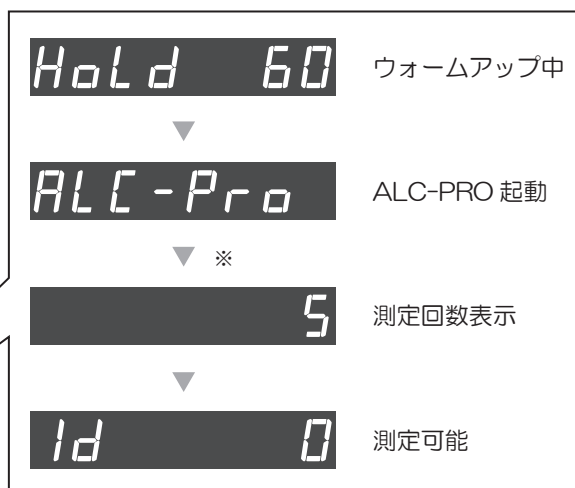 HoLd 60 ウォームアップ中
▼
ALC-Pro ALC-PRO 起動
▼ ※
5 測定回数表示
▼
Id 0 測定可能